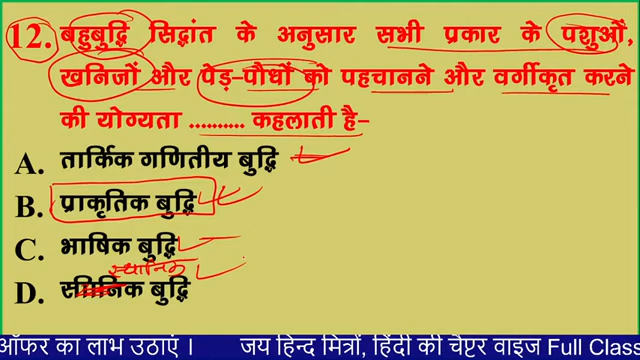 12. बहुबुद्धि सिद्धांत के अनुसार सभी प्रकार के पशुओं,
खनिजों और पेड़-पौधों को पहचानने और वर्गीकृत करने
की योग्यता .......... कहलाती है-
A. तार्किक गणितीय बुद्धि
B. प्राकृतिक बुद्धि
C. भाषिक बुद्धि
स्थानिक
D. बुद्धि
ऑफर का लाभ उठाएं । जय हिन्द मित्रों, हिंदी की चैप्टर वाइज Full Class